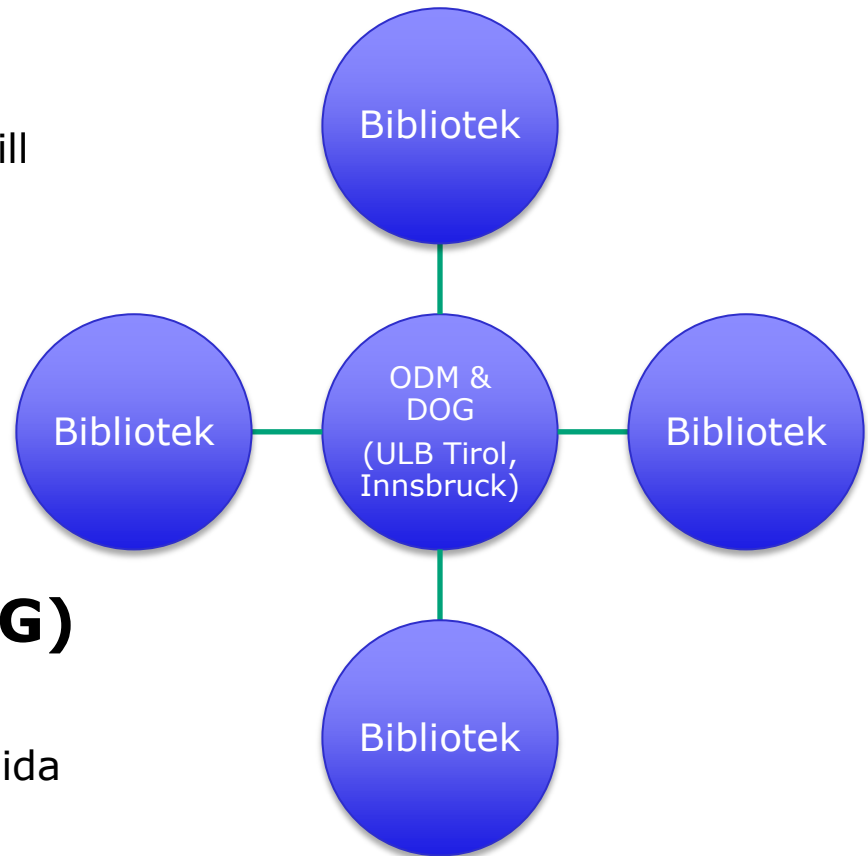 Bibliotek
ill
Bibliotek
ODM &
DOG
(ULB Tirol,
Innsbruck)
Bibliotek
G)
Bibliotek
ida